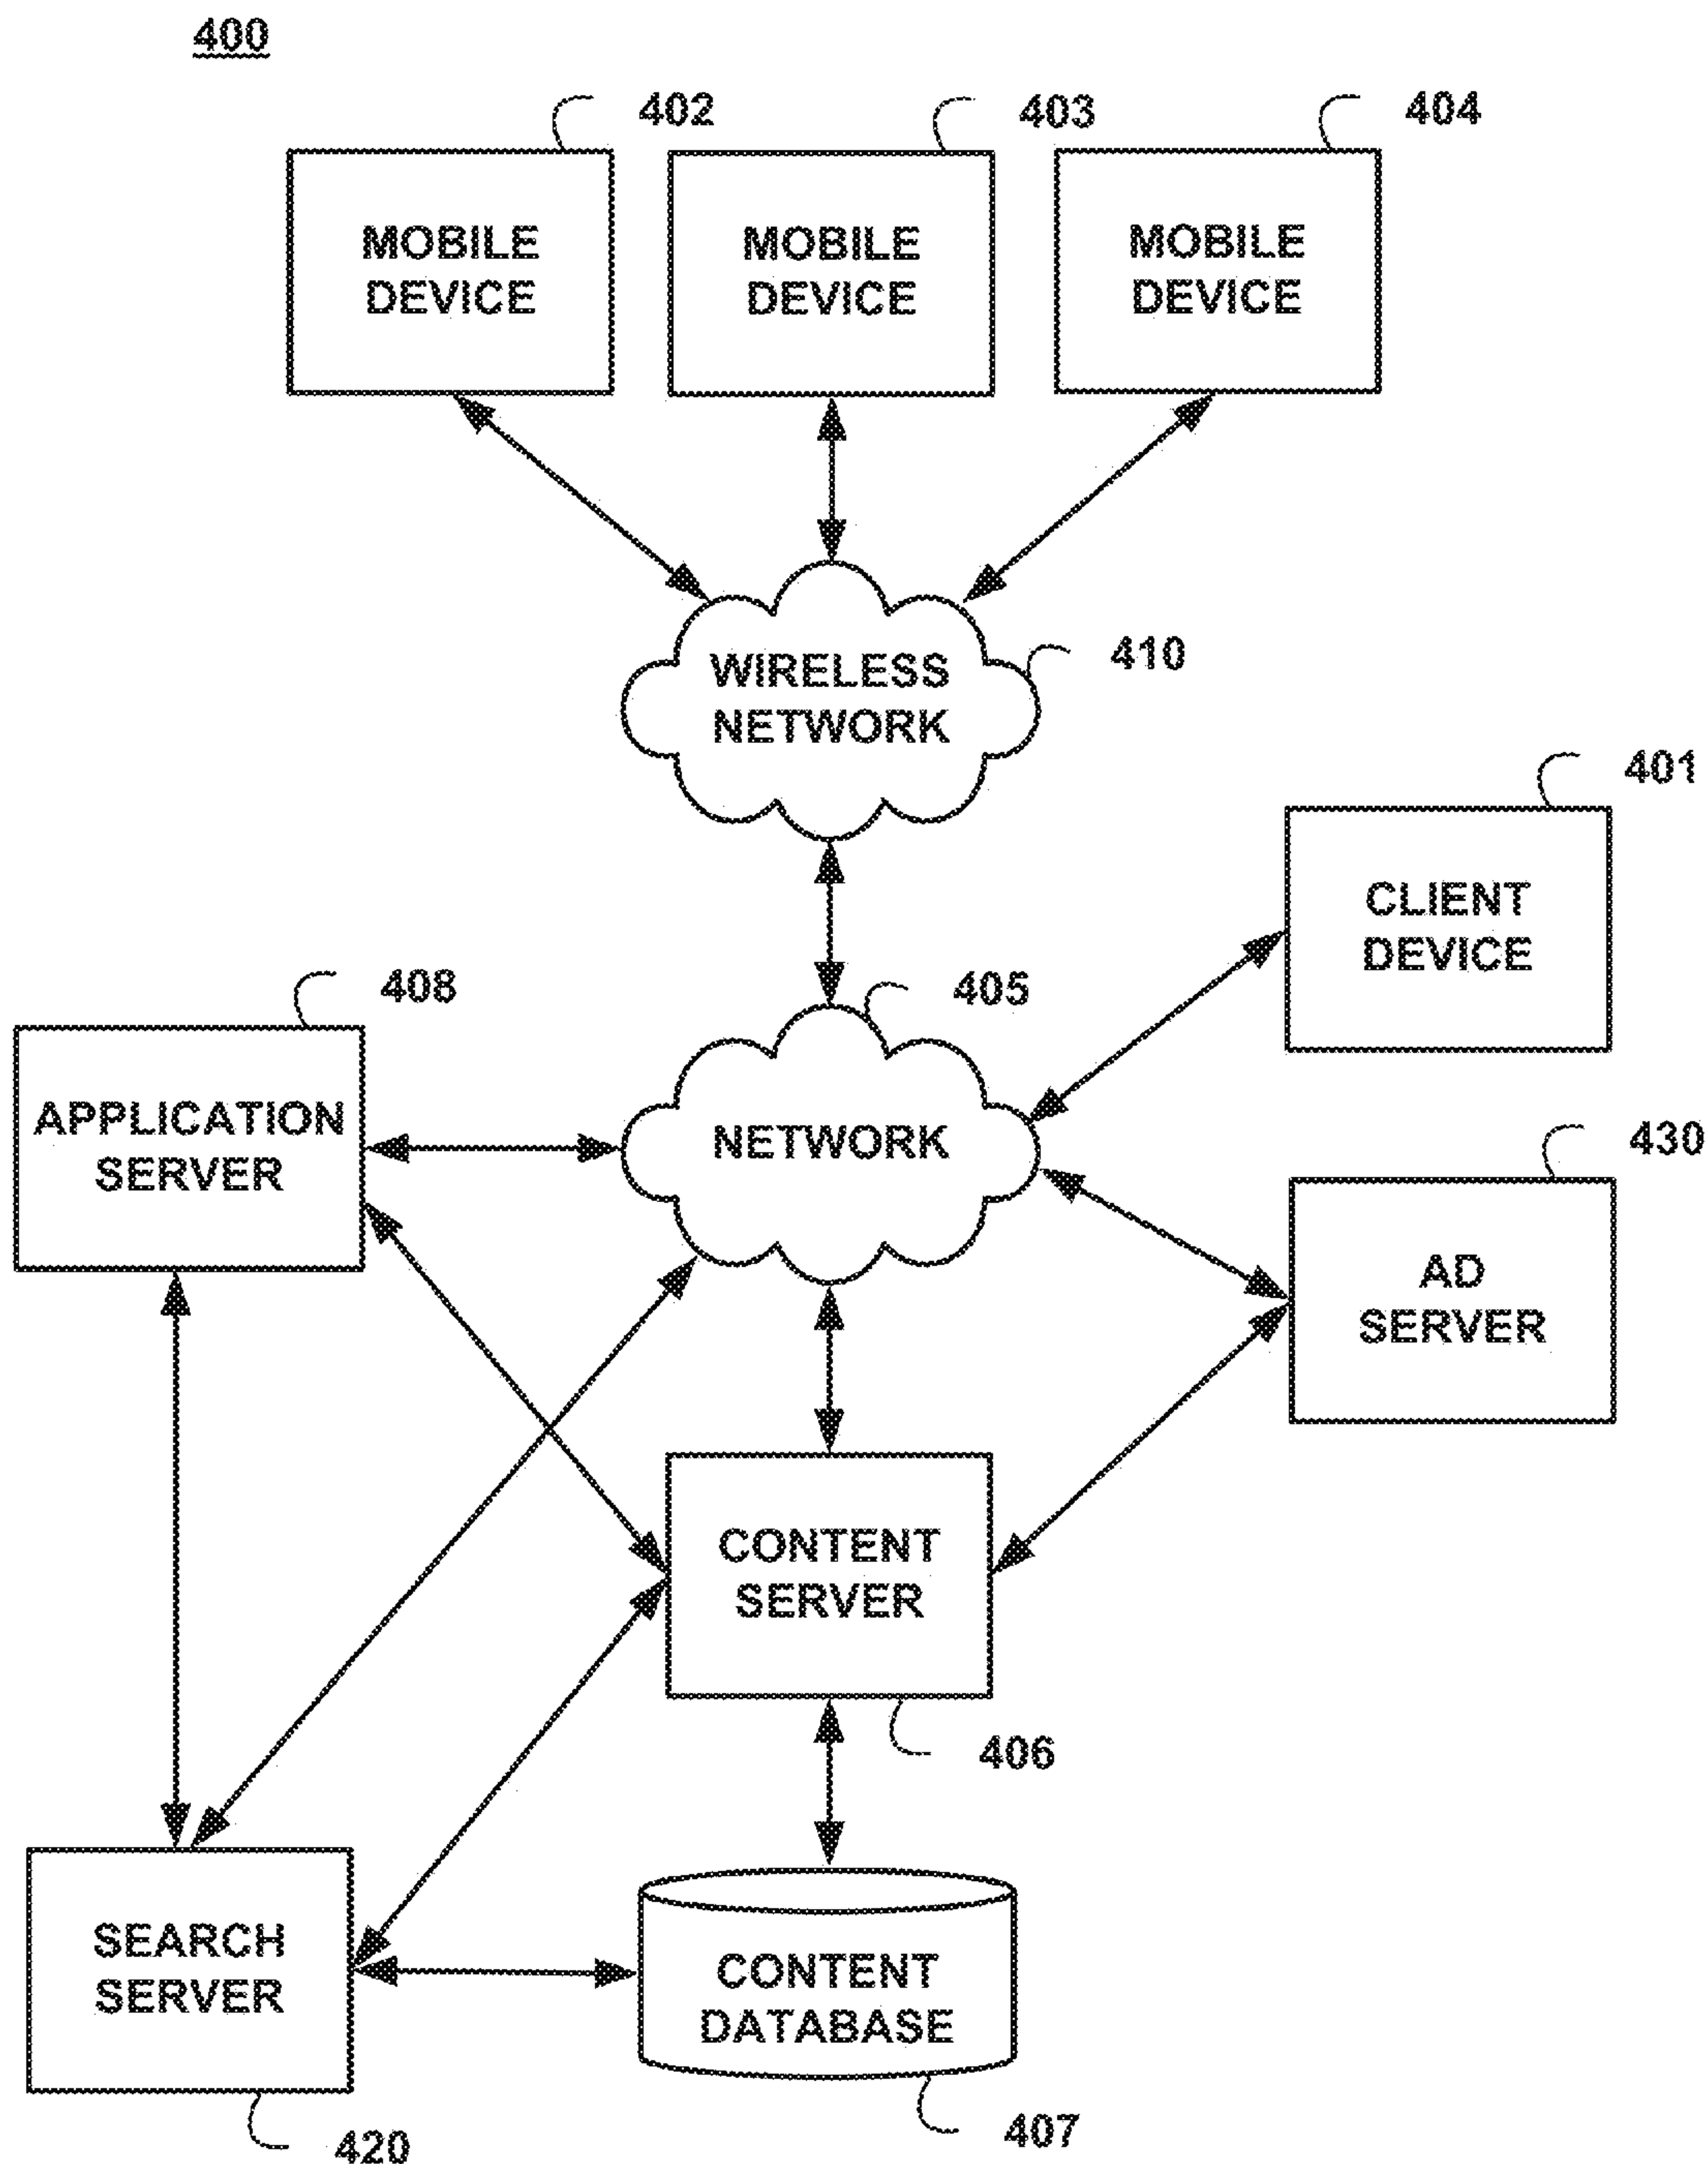 400
402
403
404
MOBILE
DEVICE
MOBILE
DEVICE
MOBILE
DEVICE
WIRELESS
NETWORK
410
401
CLIENT
DEVICE
408
405
APPLICATION
SERVER
NETWORK
430
AD
SERVER
CONTENT
SERVER
406
SEARCH
SERVER
CONTENT
DATABASE
407
420